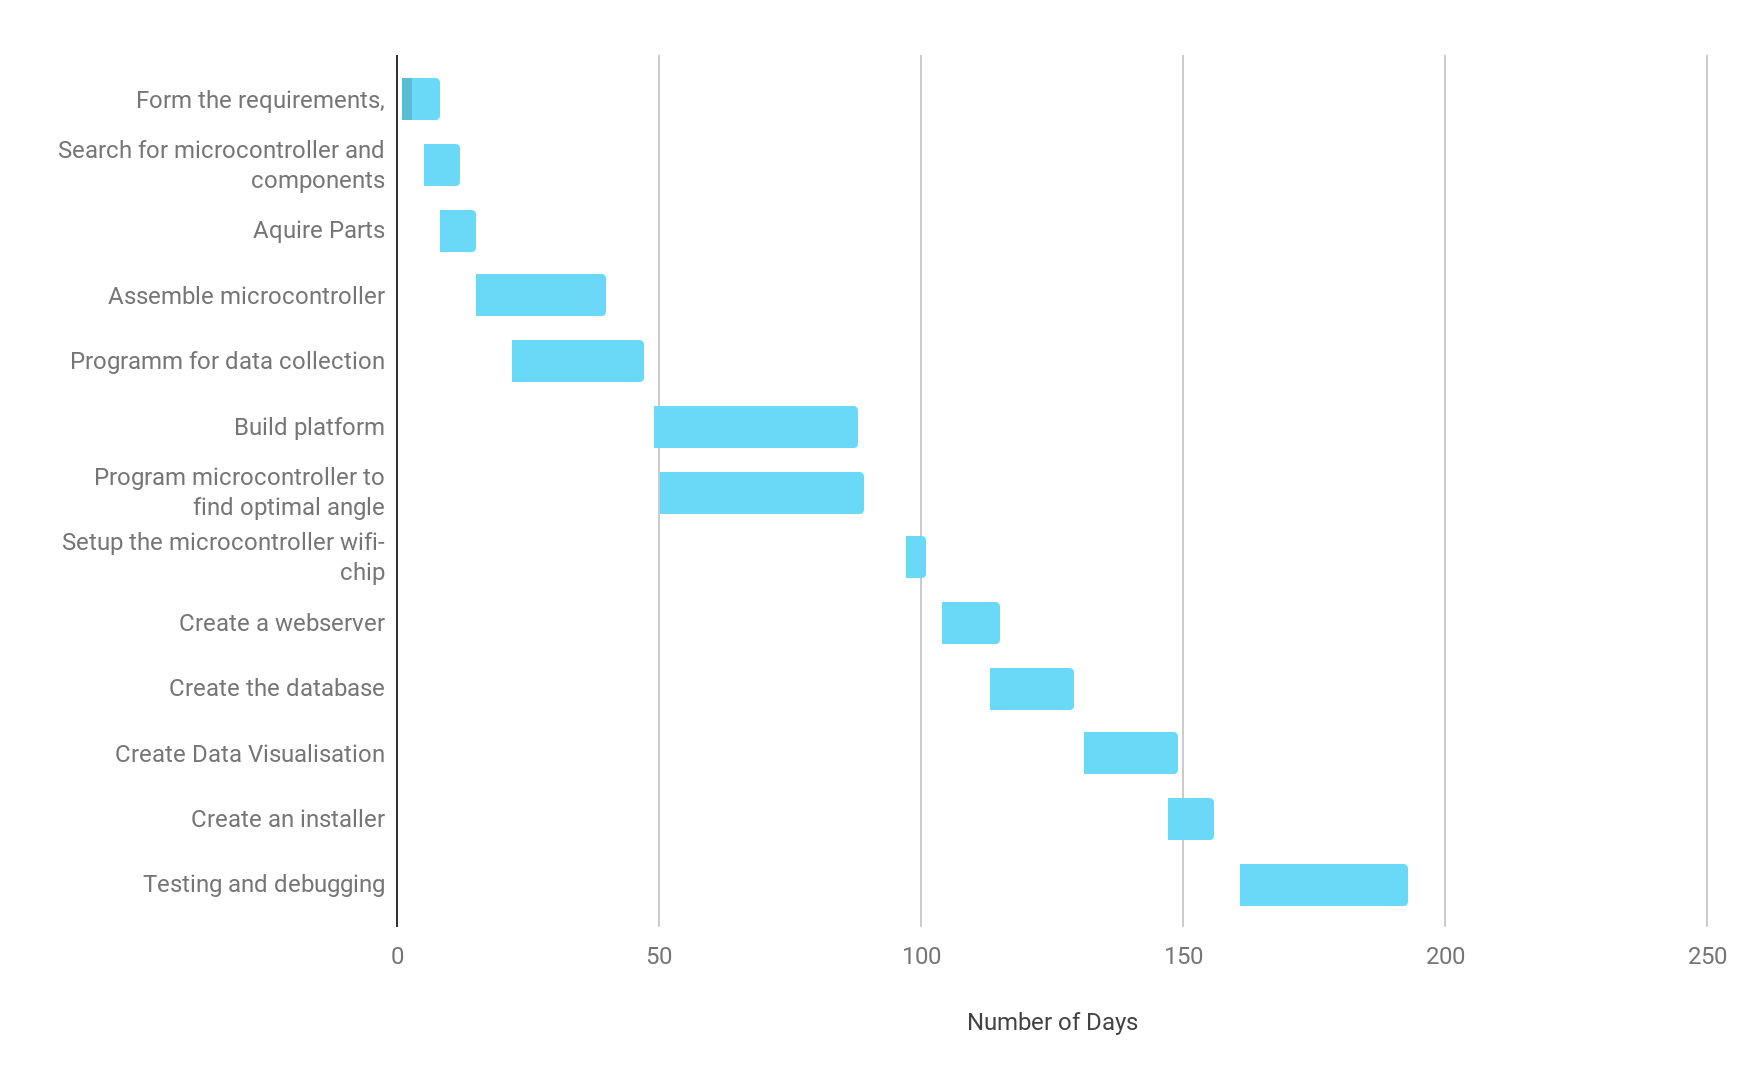 Form the requirements,
Search for microcontroller and
components
Aquire Parts
Assemble microcontroller
Programm for data collection
Build platform
Program microcontroller to
find optimal angle
Setup the microcontroller wifi-
chip
Create a webserver
Create the database
Create Data Visualisation
Create an installer
Testing and debugging
0 50 100 150 200 250
Number of Days